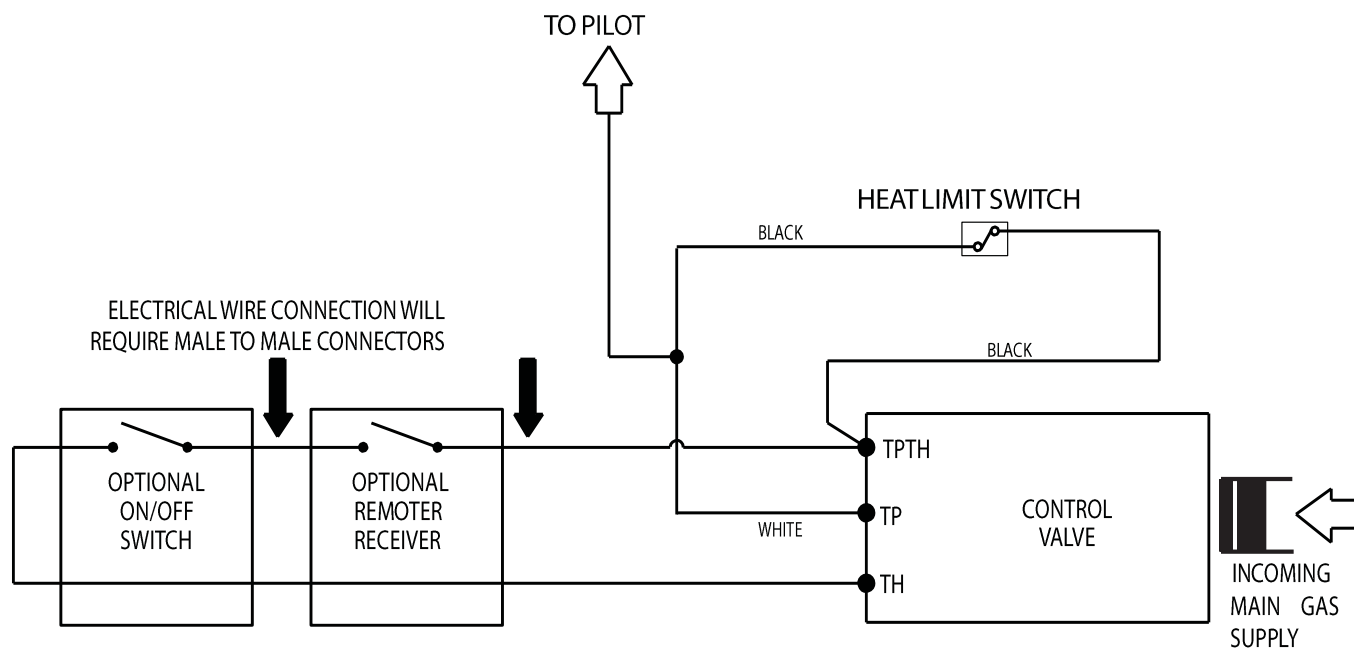 TO PILOT
HEAT LIMIT SWITCH
BLACK
ELECTRICAL WIRE CONNECTION WILL
REQUIRE MALE TO MALE CONNECTORS
BLACK
OPTIONAL
ON/OFF
SWITCH
OPTIONAL
REMOTER
RECEIVER
TPTH
TP
WHITE
TH
CONTROL
VALVE
INCOMING
MAIN GAS
SUPPLY